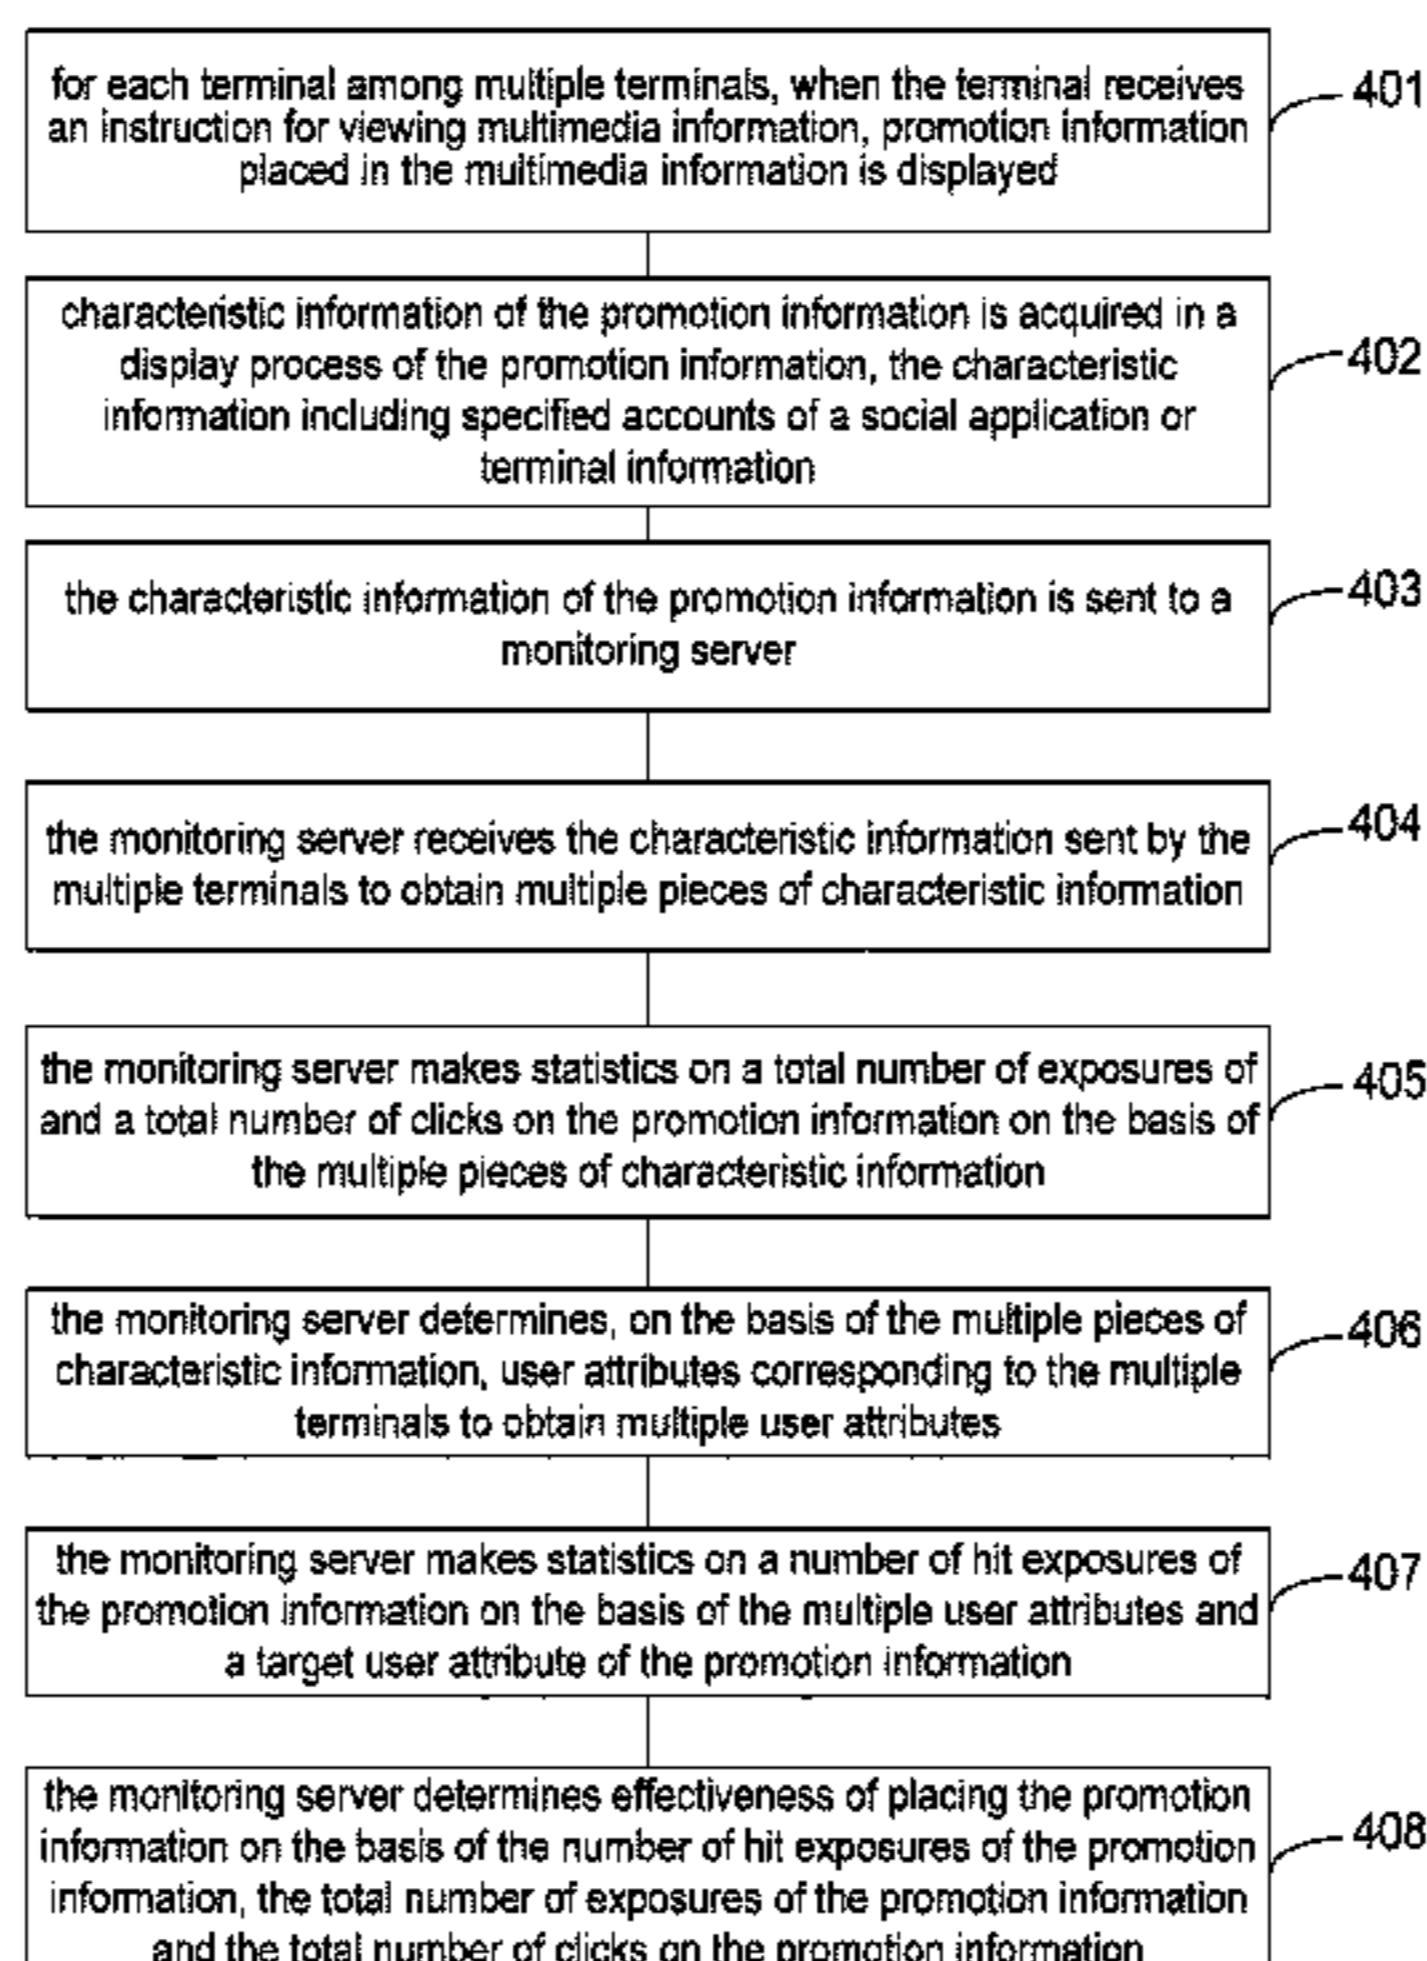 for each terminal among multiple terminals, when the terminal receives
an instruction for viewing multimedia information, promotion information
placed in the multimedia information is displayed
401
characteristic information of the promotion information is acquired in a
display process of the promotion information, the characteristic
information including specified accounts of a social application or
terminal information
402
the characteristic information of the promotion information is sent to a
monitoring server
403
the monitoring server receives the characteristic information sent by the
multiple terminals to obtain multiple pieces of characteristic information
404
the monitoring server makes statistics on a total number of exposures of
and a total number of clicks on the promotion information on the basis of
the multiple pieces of characteristic information
405
the monitoring server determines, on the basis of the multiple pieces of
characteristic information, user attributes corresponding to the multiple
terminals to obtain multiple user attributes
406
the monitoring server makes statistics on a number of hit exposures of
the promotion information on the basis of the multiple user attributes and
a target user attribute of the promotion information
407
the monitoring server determines effectiveness of placing the promotion
information on the basis of the number of hit exposures of the promotion
information, the total number of exposures of the promotion information
and the total number of clicks on the promotion information
408